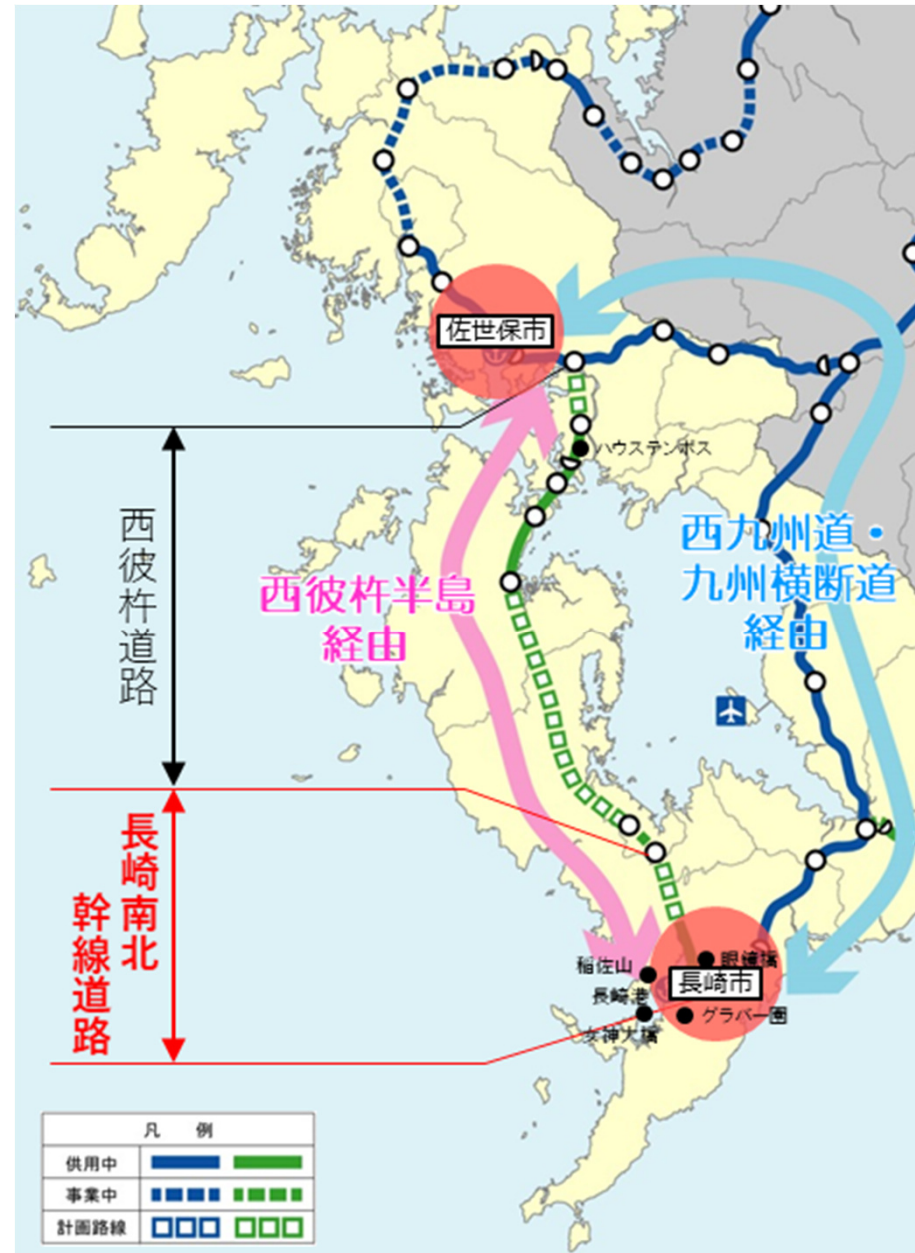 佐世保市
ハウステンボス
西彼杵道路
西九州道・
九州横断道
経由
西彼杵半島
経由
長崎南北
幹線道路
稲佐山
眼鏡橋
長崎市
長崎港
グラバー園
女神大橋
凡 例
供用中
事業中
計画路線